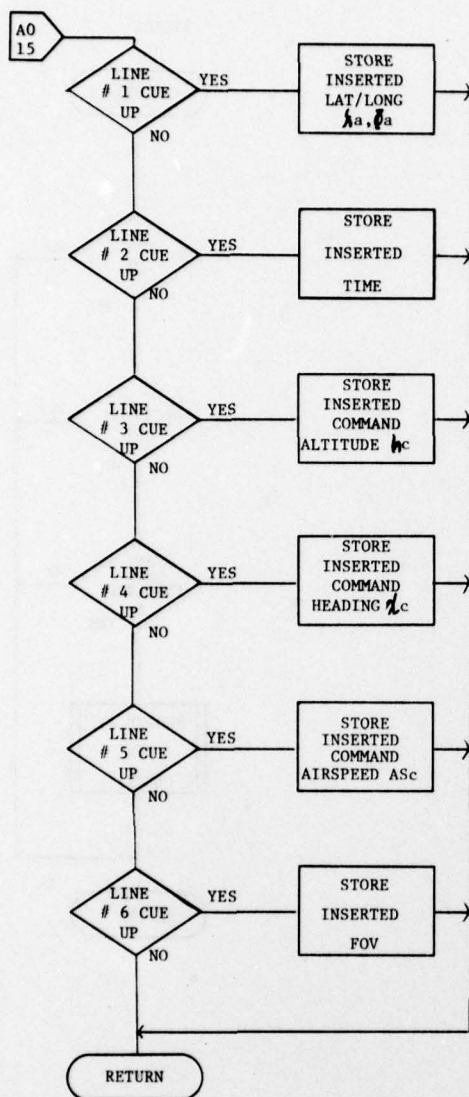 A0
15
LINE
# 1 CUE
UP
YES
NO
STORE
INSERTED
LAT/LONG
λa, Φa
LINE
# 2 CUE
UP
YES
NO
STORE
INSERTED
TIME
LINE
# 3 CUE
UP
YES
NO
STORE
INSERTED
COMMAND
ALTITUDE hc
LINE
# 4 CUE
UP
YES
NO
STORE
INSERTED
COMMAND
HEADING
LINE
# 5 CUE
UP
YES
NO
STORE
INSERTED
COMMAND
AIRSPEED ASc
LINE
# 6 CUE
UP
YES
NO
STORE
INSERTED
FOV
RETURN